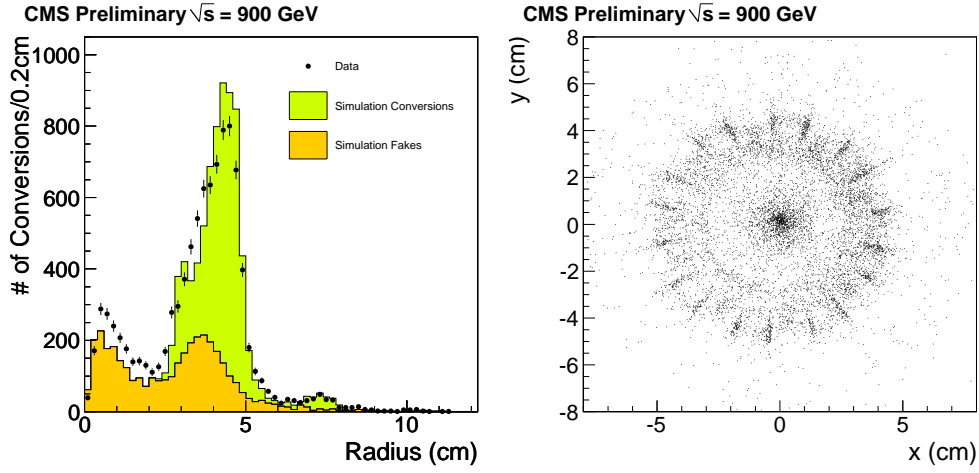 CMS Preliminary √s = 900 GeV
# of Conversions/0.2cm
1000
800
600
400
200
0
Data
Simulation Conversions
Simulation Fakes
0
5
10
Radius (cm)
CMS Preliminary √s = 900 GeV
y (cm)
8
6
4
2
0
-2
-4
-6
-8
-5
0
5
x (cm)